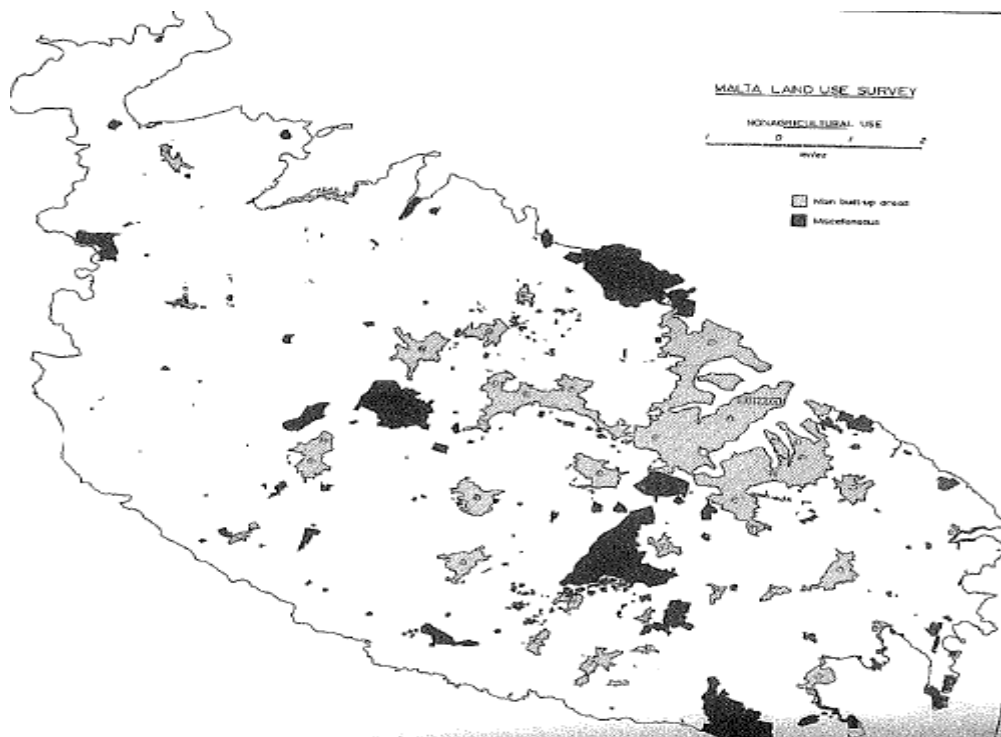 MALTA LAND USE SURVEY
NONAGRICULTURAL USE
1 0 1 2
miles
Main built-up areas
Miscellaneous